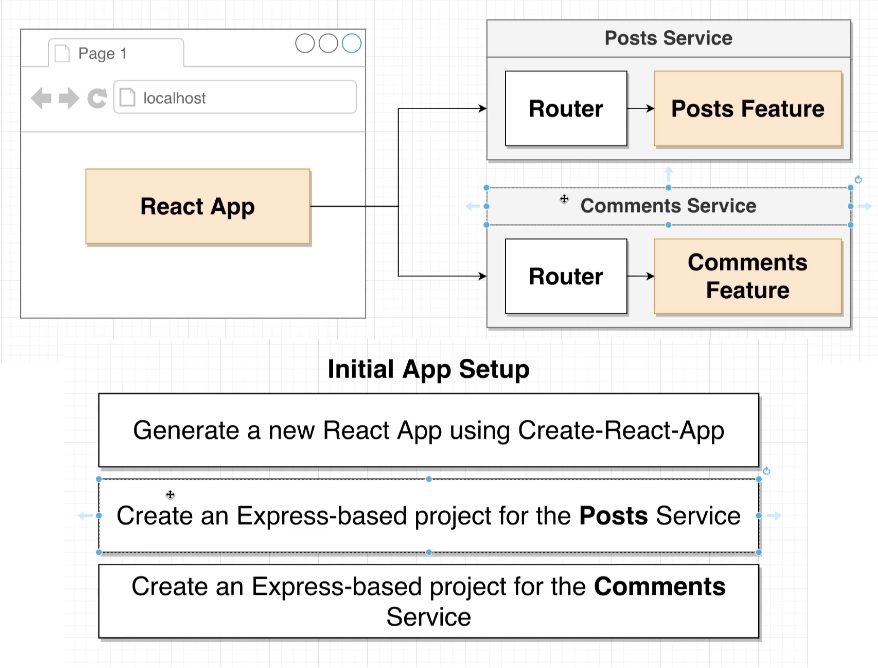 Page 1
localhost
React App
Posts Service
Router
Posts Feature
Comments Service
Router
Comments
Feature
Initial App Setup
Generate a new React App using Create-React-App
Create an Express-based project for the Posts Service
Create an Express-based project for the Comments
Service